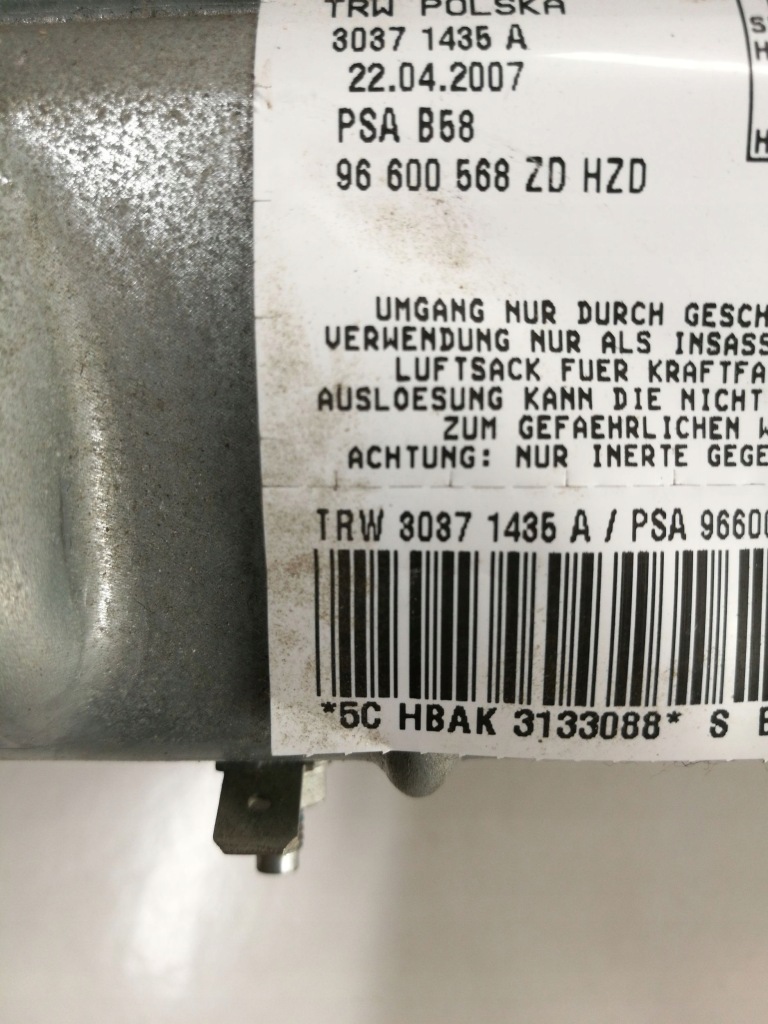 TRW POLSKA
3037 1435 A
22.04.2007
PSA B58
96 600 568 ZD HZD
S
H
H
UMGANG NUR DURCH GESCH
VERWENDUNG NUR ALS INSASS
LUFTSACK FUER KRAFTFA
AUSLOESUNG KANN DIE NICHT
ZUM GEFAEHRLICHEN W
ACHTUNG: NUR INERTE GEGE
TRW 3037 1435 A / PSA 96600
*5C HBAK 3133088* S E